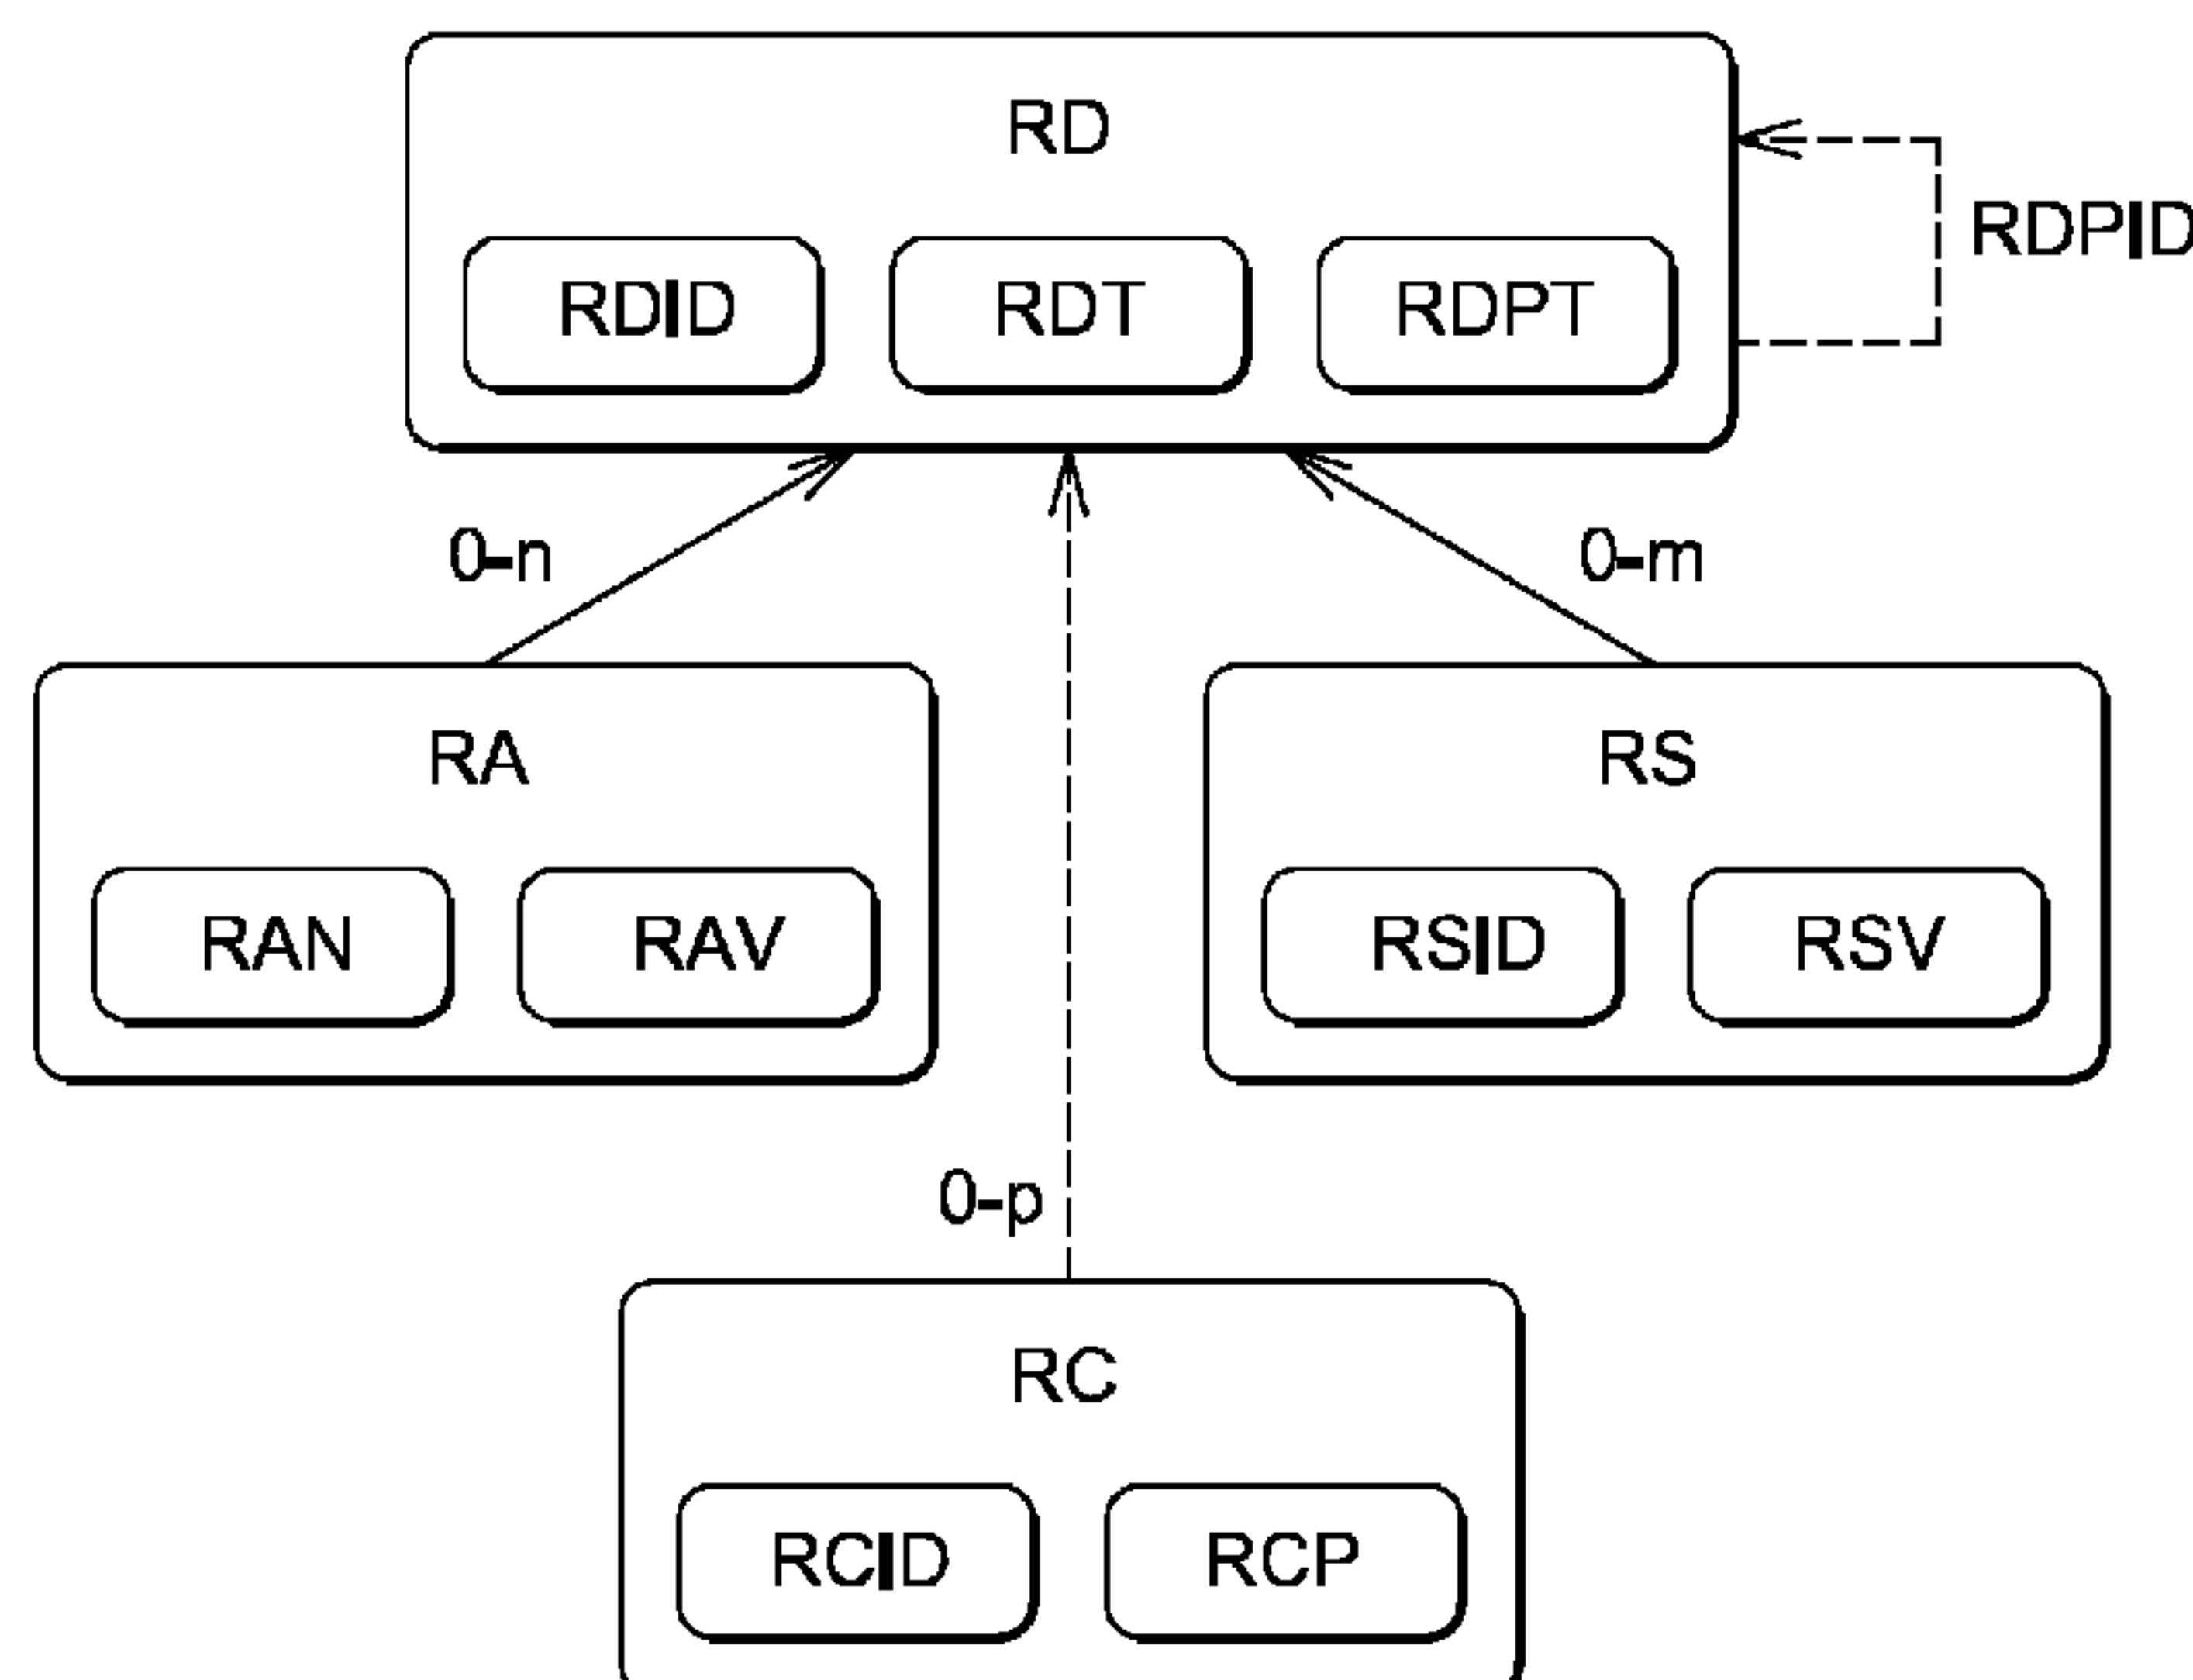 RD
RDPID
RDID RDT RDPT
0-n 0-m
RA RS
RAN RAV RSID RSV
0-p
RC
RCID RCP